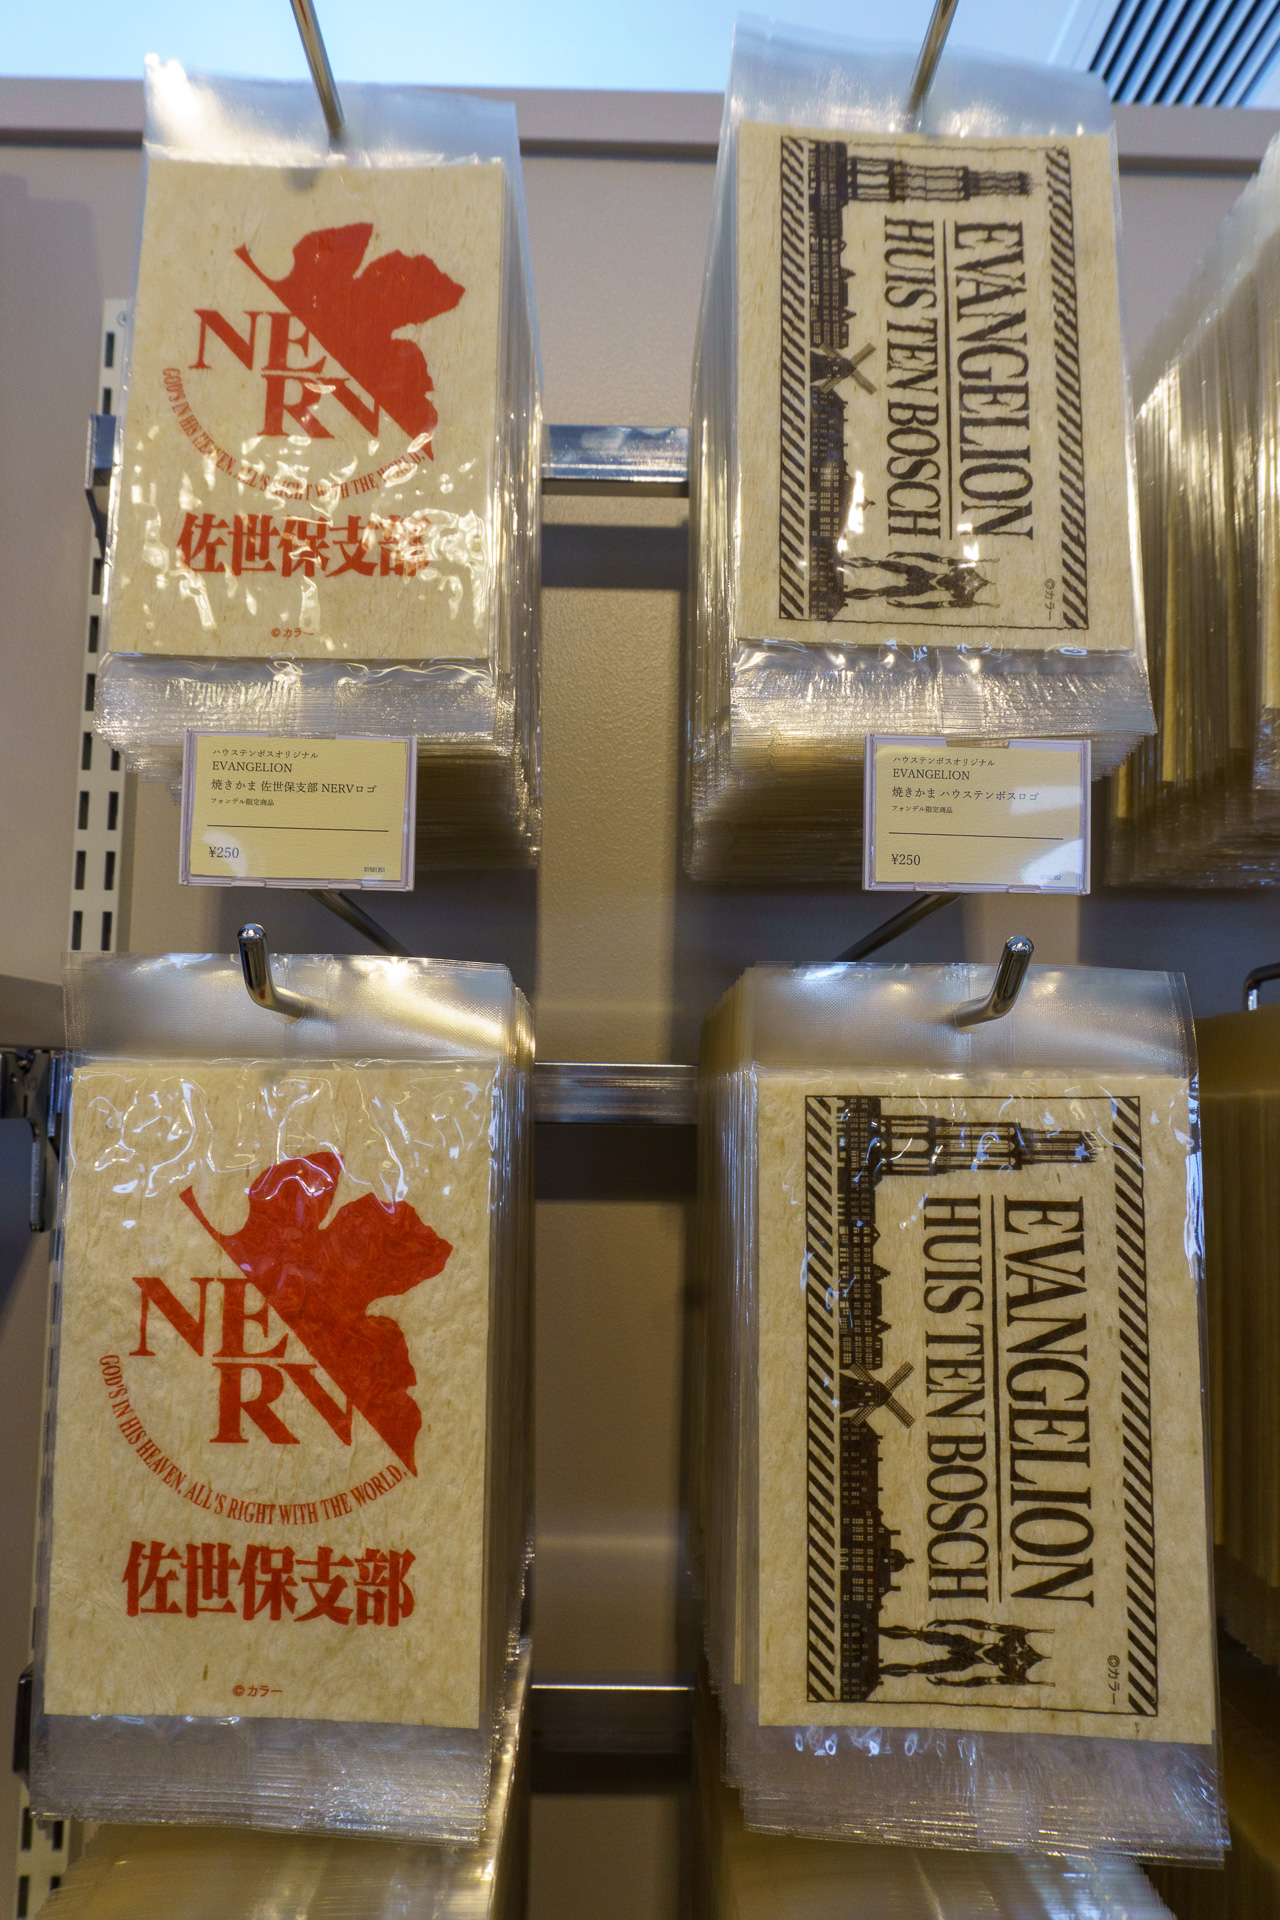 NE
RV
GOD'S IN HIS HEAVEN. ALL'S RIGHT WITH THE WORLD.
佐世保支部
©カラー
EVANGELION
HUIS TEN BOSCH
©カラー
ハウステンボスオリジナル
EVANGELION
焼きかま 佐世保支部 NERVロゴ
フォンデル限定商品
¥250
ハウステンボスオリジナル
EVANGELION
焼きかま ハウステンボスロゴ
フォンデル限定商品
¥250
NE
RV
GOD'S IN HIS HEAVEN. ALL'S RIGHT WITH THE WORLD.
佐世保支部
©カラー
EVANGELION
HUIS TEN BOSCH
©カラー